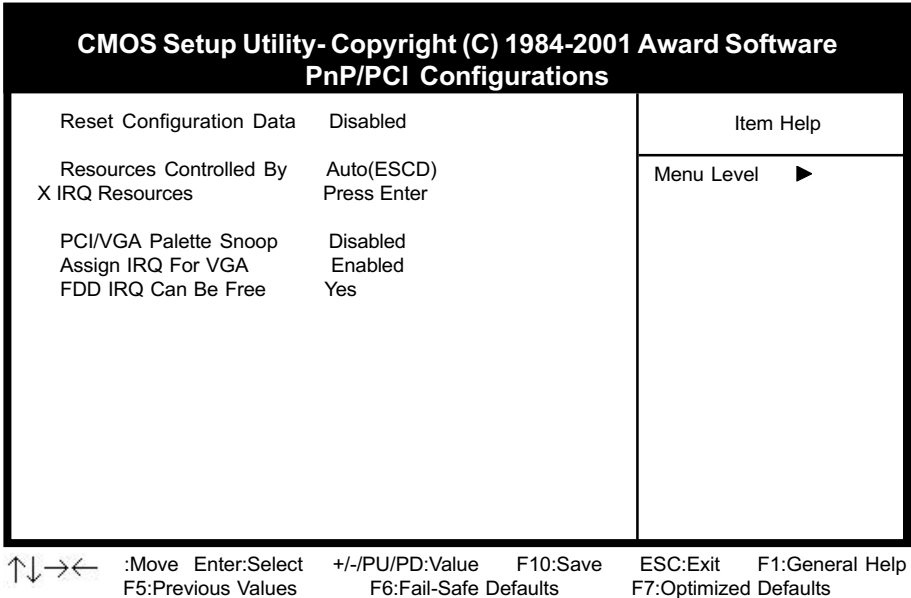 CMOS Setup Utility- Copyright (C) 1984-2001 Award Software
PnP/PCI Configurations
Reset Configuration Data Disabled
Item Help
Resources Controlled By Auto(ESCD)
Menu Level ▶
X IRQ Resources Press Enter
PCI/VGA Palette Snoop Disabled
Assign IRQ For VGA Enabled
FDD IRQ Can Be Free Yes
↑↓→← :Move Enter:Select +/-/PU/PD:Value F10:Save ESC:Exit F1:General Help
F5:Previous Values F6:Fail-Safe Defaults F7:Optimized Defaults